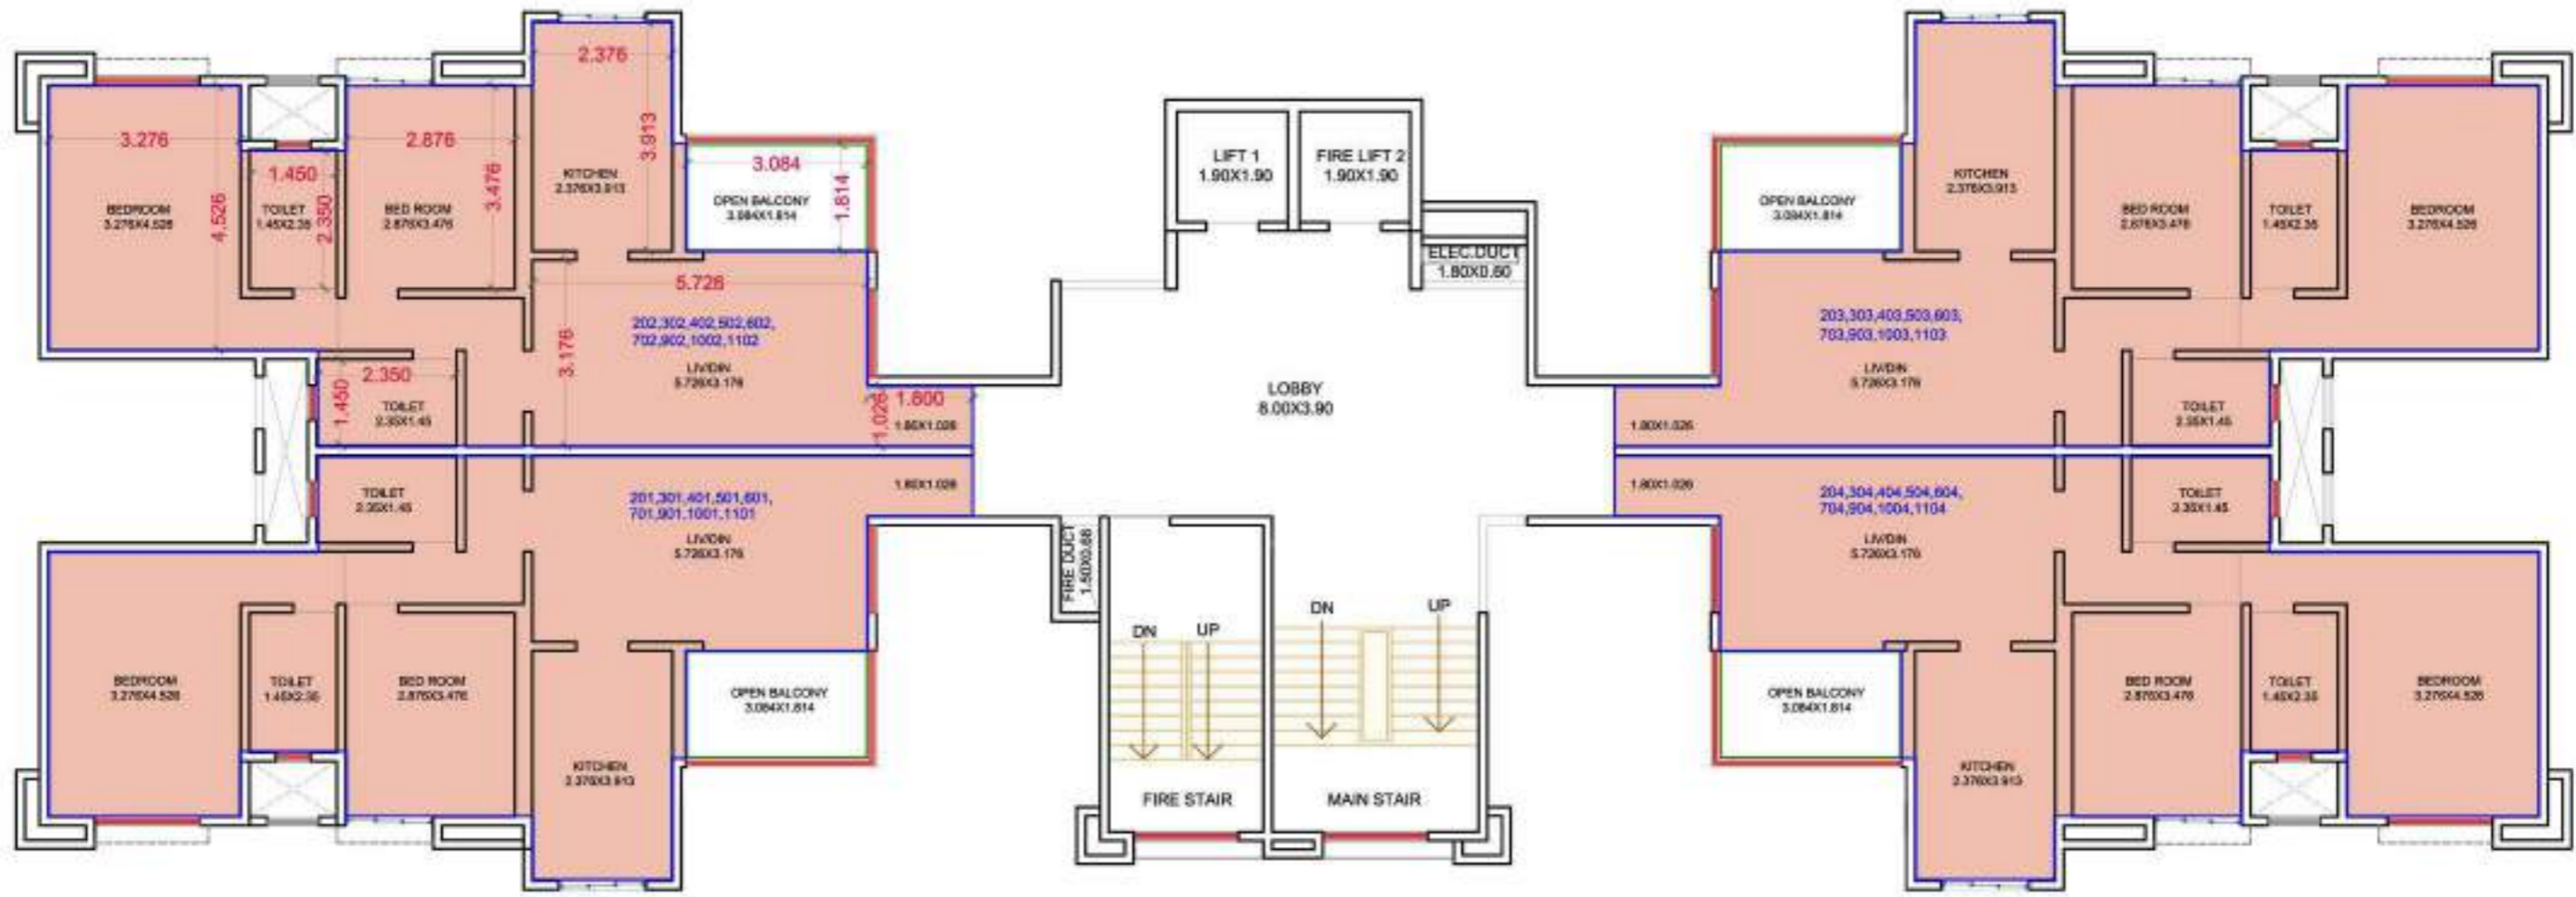 3.276
4.526
BEDROOM
3.276X4.526
1.450
2.350
TOILET
1.45X2.35
2.876
3.476
BED ROOM
2.876X3.476
2.376
3.913
KITCHEN
2.376X3.913
3.084
1.814
OPEN BALCONY
3.084X1.814
5.726
3.176
202,302,402,502,602,
702,902,1002,1102
LIV/DIN
5.726X3.176
2.350
1.450
TOILET
2.35X1.45
1.026
1.800
1.80X1.026
LIFT 1
1.90X1.90
FIRE LIFT 2
1.90X1.90
ELEC.DUCT
1.80X0.60
LOBBY
8.00X3.90
OPEN BALCONY
3.084X1.814
KITCHEN
2.376X3.913
BED ROOM
2.876X3.476
TOILET
1.45X2.35
BEDROOM
3.276X4.526
203,303,403,503,603,
703,903,1003,1103
LIV/DIN
5.726X3.176
1.80X1.026
TOILET
2.35X1.45
TOILET
2.35X1.45
201,301,401,501,601,
701,901,1001,1101
LIV/DIN
5.726X3.176
1.80X1.026
BEDROOM
3.276X4.526
TOILET
1.45X2.35
BED ROOM
2.876X3.476
KITCHEN
2.376X3.913
OPEN BALCONY
3.084X1.814
FIRE DUCT
DN
UP
FIRE STAIR
DN
UP
MAIN STAIR
1.80X1.026
204,304,404,504,604,
704,904,1004,1104
LIV/DIN
5.726X3.176
TOILET
2.35X1.45
OPEN BALCONY
3.084X1.814
KITCHEN
2.376X3.913
BED ROOM
2.876X3.476
TOILET
1.45X2.35
BEDROOM
3.276X4.526